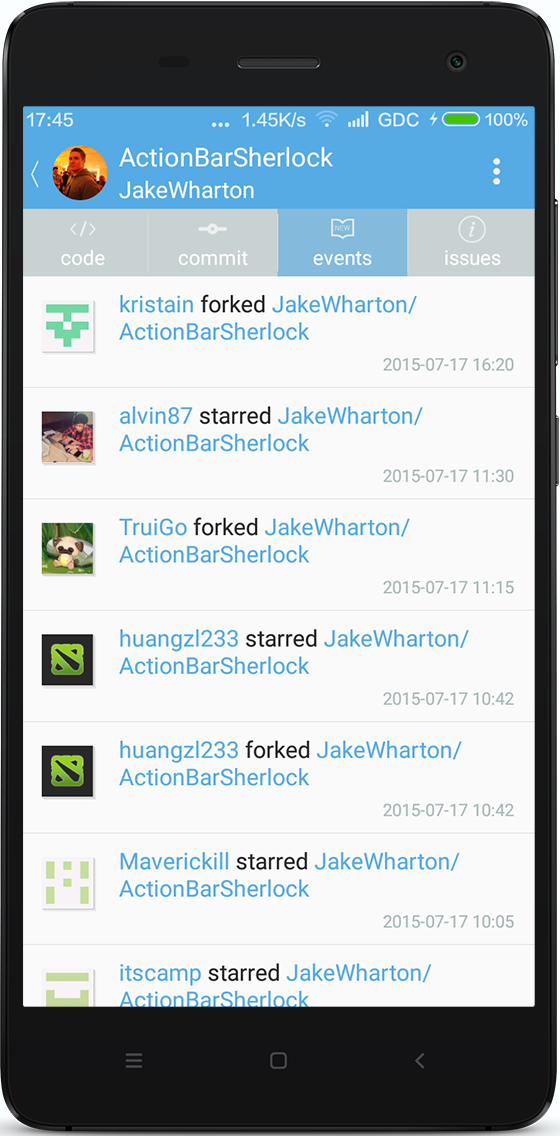 17:45 ... 1.45K/s GDC 100%
ActionBarSherlock
JakeWharton
</> code
commit
NEW events
i issues
kristain forked JakeWharton/
ActionBarSherlock
2015-07-17 16:20
alvin87 starred JakeWharton/
ActionBarSherlock
2015-07-17 11:30
TruiGo forked JakeWharton/
ActionBarSherlock
2015-07-17 11:15
huangzl233 starred JakeWharton/
ActionBarSherlock
2015-07-17 10:42
huangzl233 forked JakeWharton/
ActionBarSherlock
2015-07-17 10:42
Maverickill starred JakeWharton/
ActionBarSherlock
2015-07-17 10:05
itscamp starred JakeWharton/
ActionBarSherlock